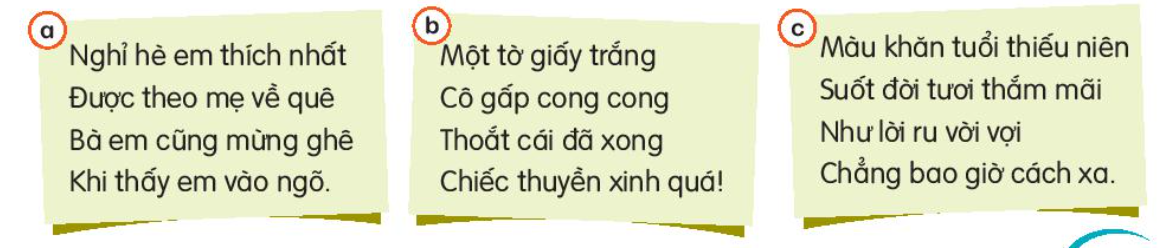 a
Nghỉ hè em thích nhất
Được theo mẹ về quê
Bà em cũng mừng ghê
Khi thấy em vào ngõ.
b
Một tờ giấy trắng
Cô gấp cong cong
Thoắt cái đã xong
Chiếc thuyền xinh quá!
c
Màu khăn tuổi thiếu niên
Suốt đời tươi thắm mãi
Như lời ru vời vợi
Chẳng bao giờ cách xa.